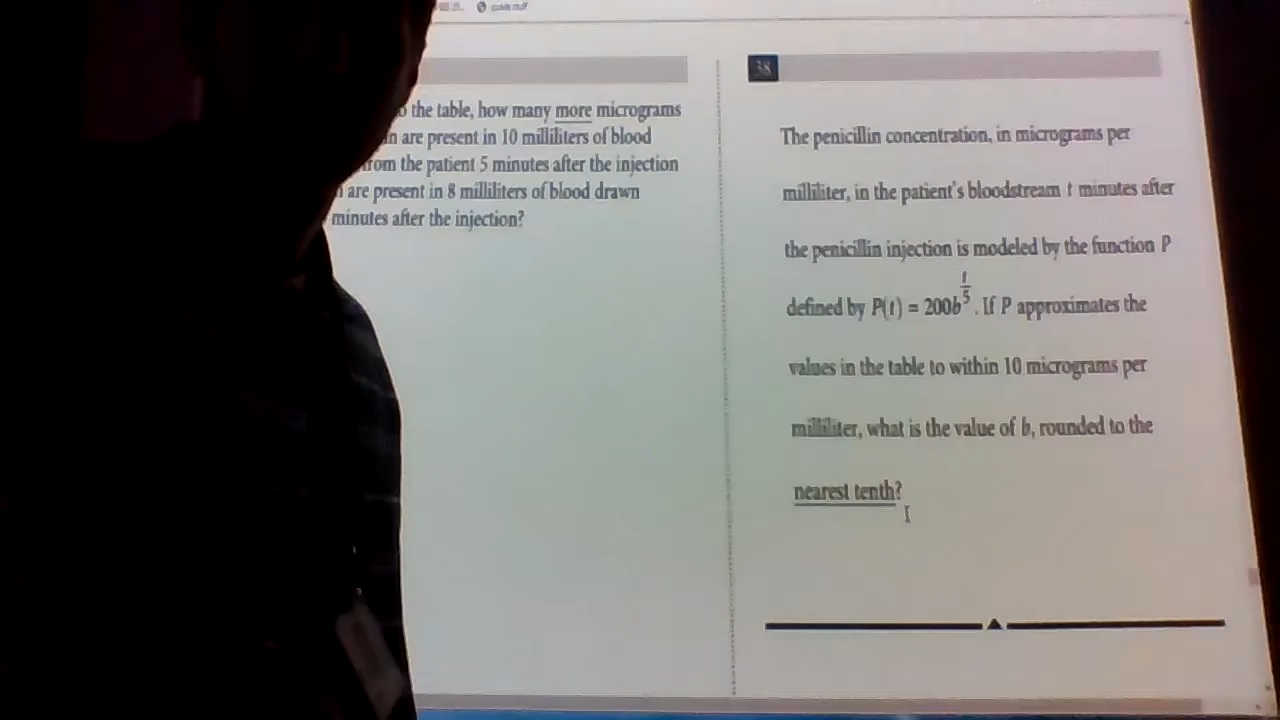 the table, how many more micrograms
are present in 10 milliliters of blood
from the patient 5 minutes after the injection
are present in 8 milliliters of blood drawn
minutes after the injection?
38
The penicillin concentration, in micrograms per
milliliter, in the patient's bloodstream t minutes after
the penicillin injection is modeled by the function P
defined by P(t) = 200b^(t/5). If P approximates the
values in the table to within 10 micrograms per
milliliter, what is the value of b, rounded to the
nearest tenth?